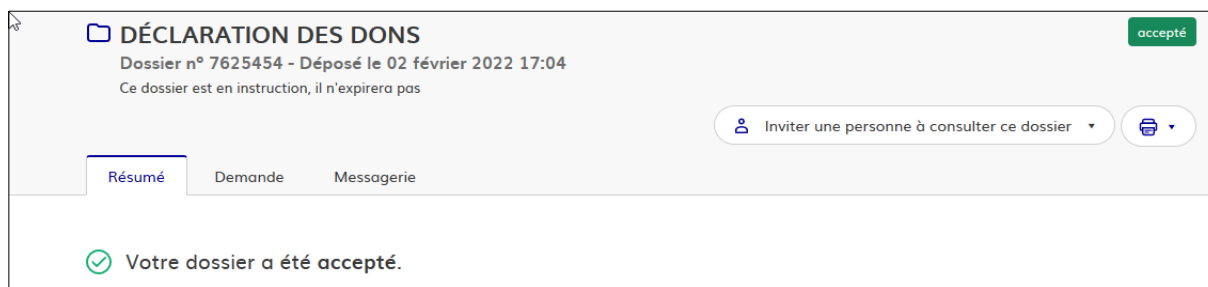 DÉCLARATION DES DONS
accepté
Dossier nº 7625454 - Déposé le 02 février 2022 17:04
Ce dossier est en instruction, il n'expirera pas
Inviter une personne à consulter ce dossier
Résumé Demande Messagerie
Votre dossier a été accepté.